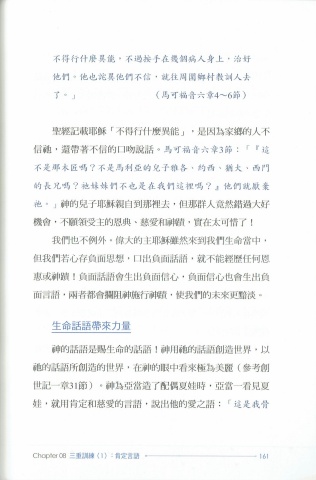 不得行什麼異能，不過按手在幾個病人身上，治好
他們。他也詫異他們不信，就往周圍鄉村教訓人去
了。」（馬可福音六章4～6節）
聖經記載耶穌「不得行什麼異能」，是因為家鄉的人不
信祂，還帶著不信的口吻說話。馬可福音六章3節：「『這
不是那木匠嗎？不是馬利亞的兒子雅各、約西、猶大、西門
的長兄嗎？祂妹妹們不也是在我們這裡嗎？』他們就厭棄
他。」神的兒子耶穌親自到那裡去，但那群人竟然錯過大好
機會，不願領受主的恩典、慈愛和神蹟，實在太可惜了！
我們也不例外。偉大的主耶穌雖然來到我們生命當中，
但我們若心存負面思想，口出負面話語，就不能經歷任何恩
惠或神蹟！負面話語會生出負面信心，負面信心也會生出負
面言語，兩者都會攔阻神施行神蹟，使我們的未來更黯淡。
生命話語帶來力量
神的話語是賜生命的話語！神用祂的話語創造世界，以
祂的話語所創造的世界，在神的眼中看來極為美麗（參考創
世記一章31節）。神為亞當造了配偶夏娃時，亞當一看見夏
娃，就用肯定和慈愛的言語，說出他的愛之語：「這是我骨
Chapter 08 三重訓練（1）：肯定言語 161